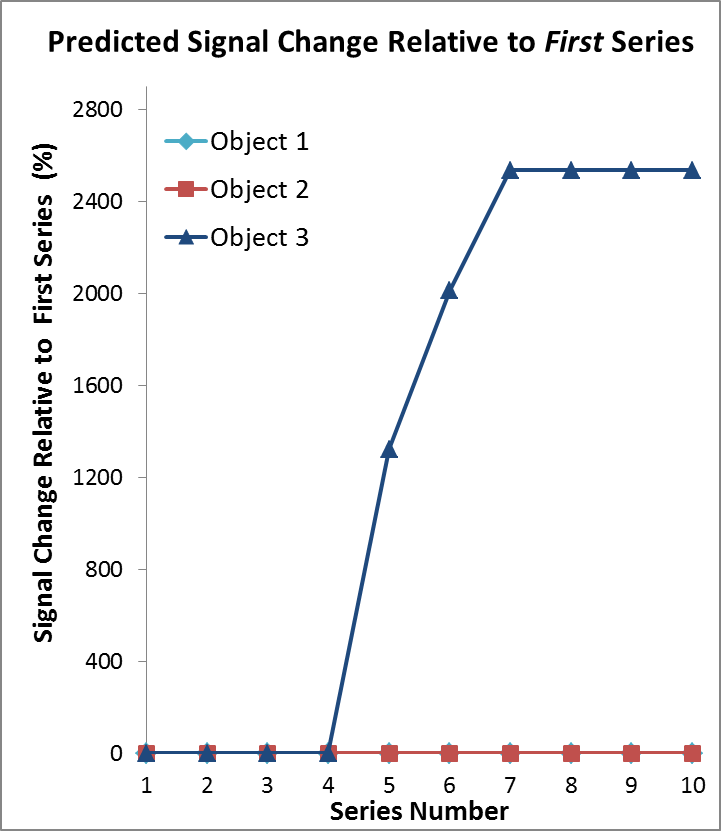 Predicted Signal Change Relative to First Series
Signal Change Relative to First Series (%)
2800
2400
2000
1600
1200
800
400
0
Object 1
Object 2
Object 3
1 2 3 4 5 6 7 8 9 10
Series Number